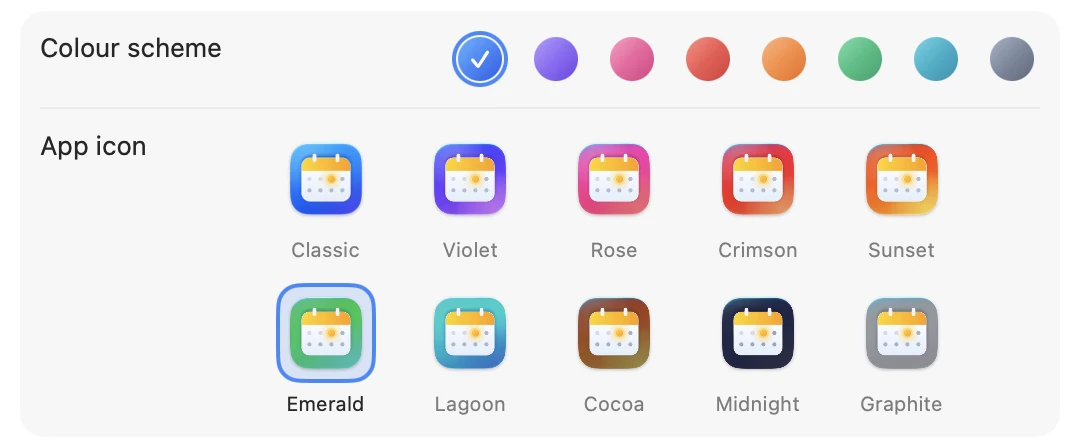 Colour scheme
App icon
Classic Violet Rose Crimson Sunset
Emerald Lagoon Cocoa Midnight Graphite